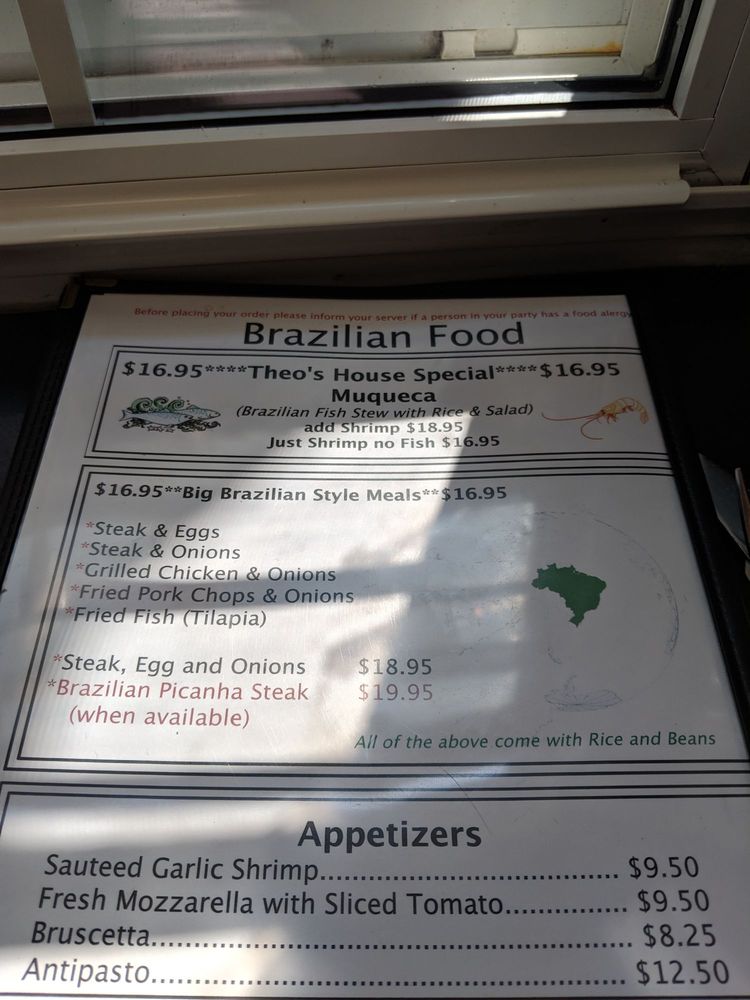 Before placing your order please inform your server if a person in your party has a food alergy
Brazilian Food
$16.95****Theo's House Special****$16.95
Muqueca
(Brazilian Fish Stew with Rice & Salad)
add Shrimp $18.95
Just Shrimp no Fish $16.95
$16.95**Big Brazilian Style Meals**$16.95
*Steak & Eggs
*Steak & Onions
*Grilled Chicken & Onions
*Fried Pork Chops & Onions
*Fried Fish (Tilapia)
*Steak, Egg and Onions $18.95
*Brazilian Picanha Steak $19.95
(when available)
All of the above come with Rice and Beans
Appetizers
Sauteed Garlic Shrimp.................................... $9.50
Fresh Mozzarella with Sliced Tomato.............. $9.50
Bruscetta......................................................... $8.25
Antipasto......................................................... $12.50